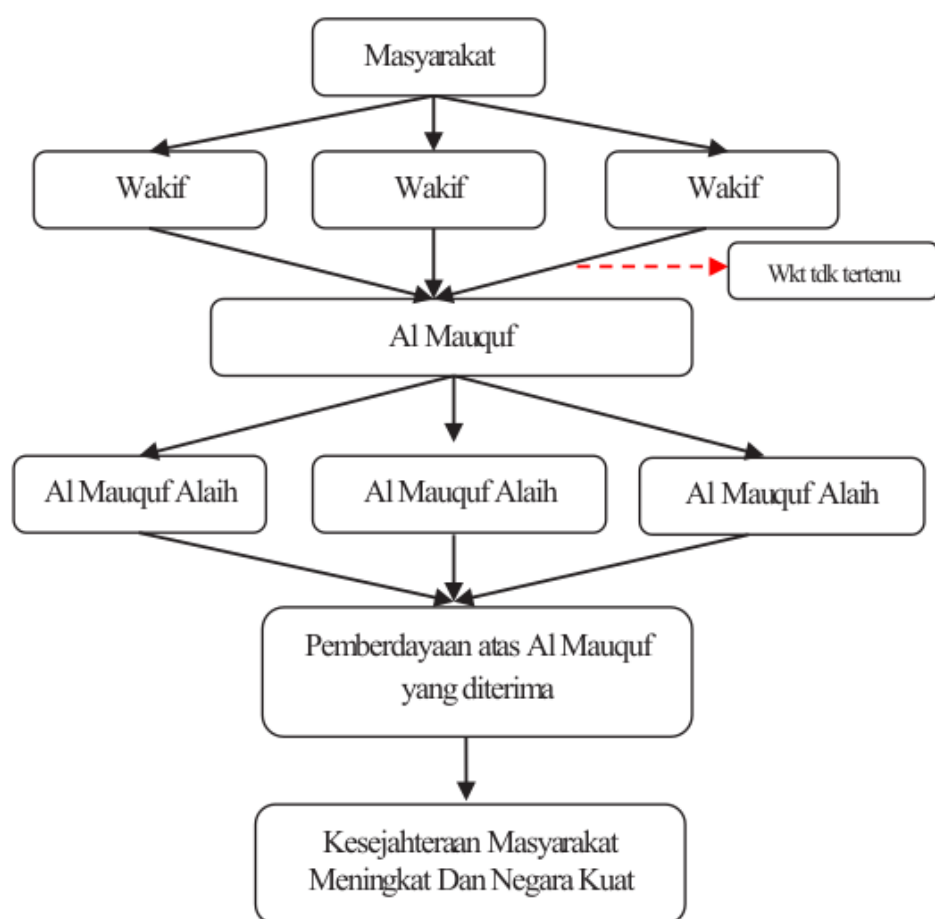 Masyarakat
Wakif
Wakif
Wakif
Wkt tdk tertenu
Al Mauquf
Al Mauquf Alaih
Al Mauquf Alaih
Al Mauquf Alaih
Pemberdayaan atas Al Mauquf
yang diterima
Kesejahteraan Masyarakat
Meningkat Dan Negara Kuat